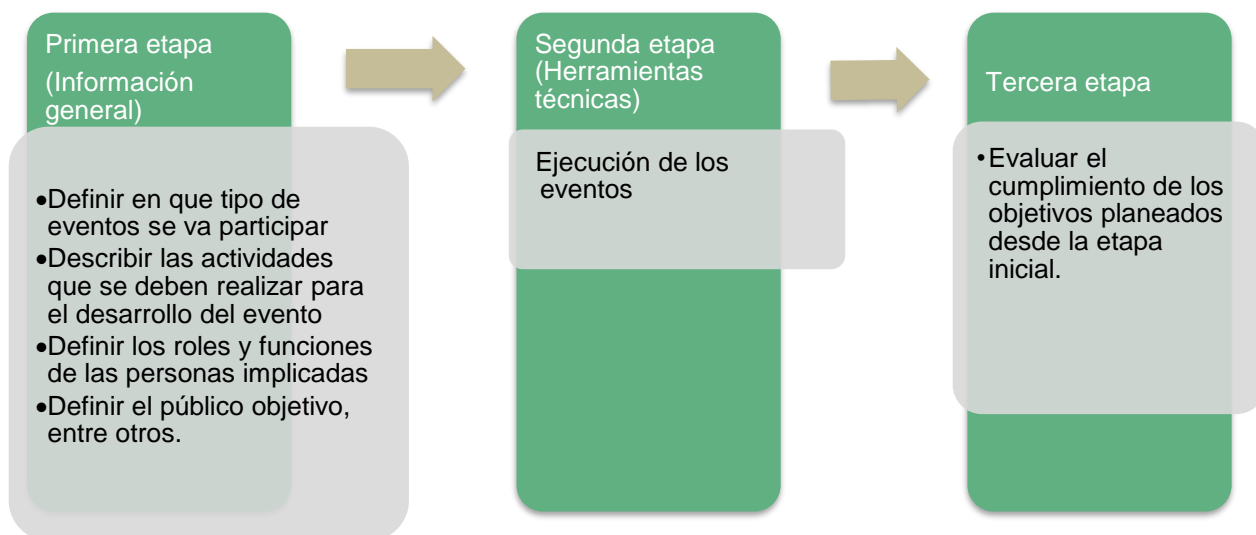 Primera etapa
(Información
general)
•Definir en que tipo de
eventos se va participar
•Describir las actividades
que se deben realizar para
el desarrollo del evento
•Definir los roles y funciones
de las personas implicadas
•Definir el público objetivo,
entre otros.
Segunda etapa
(Herramientas
técnicas)
Ejecución de los
eventos
Tercera etapa
•Evaluar el
cumplimiento de los
objetivos planeados
desde la etapa
inicial.